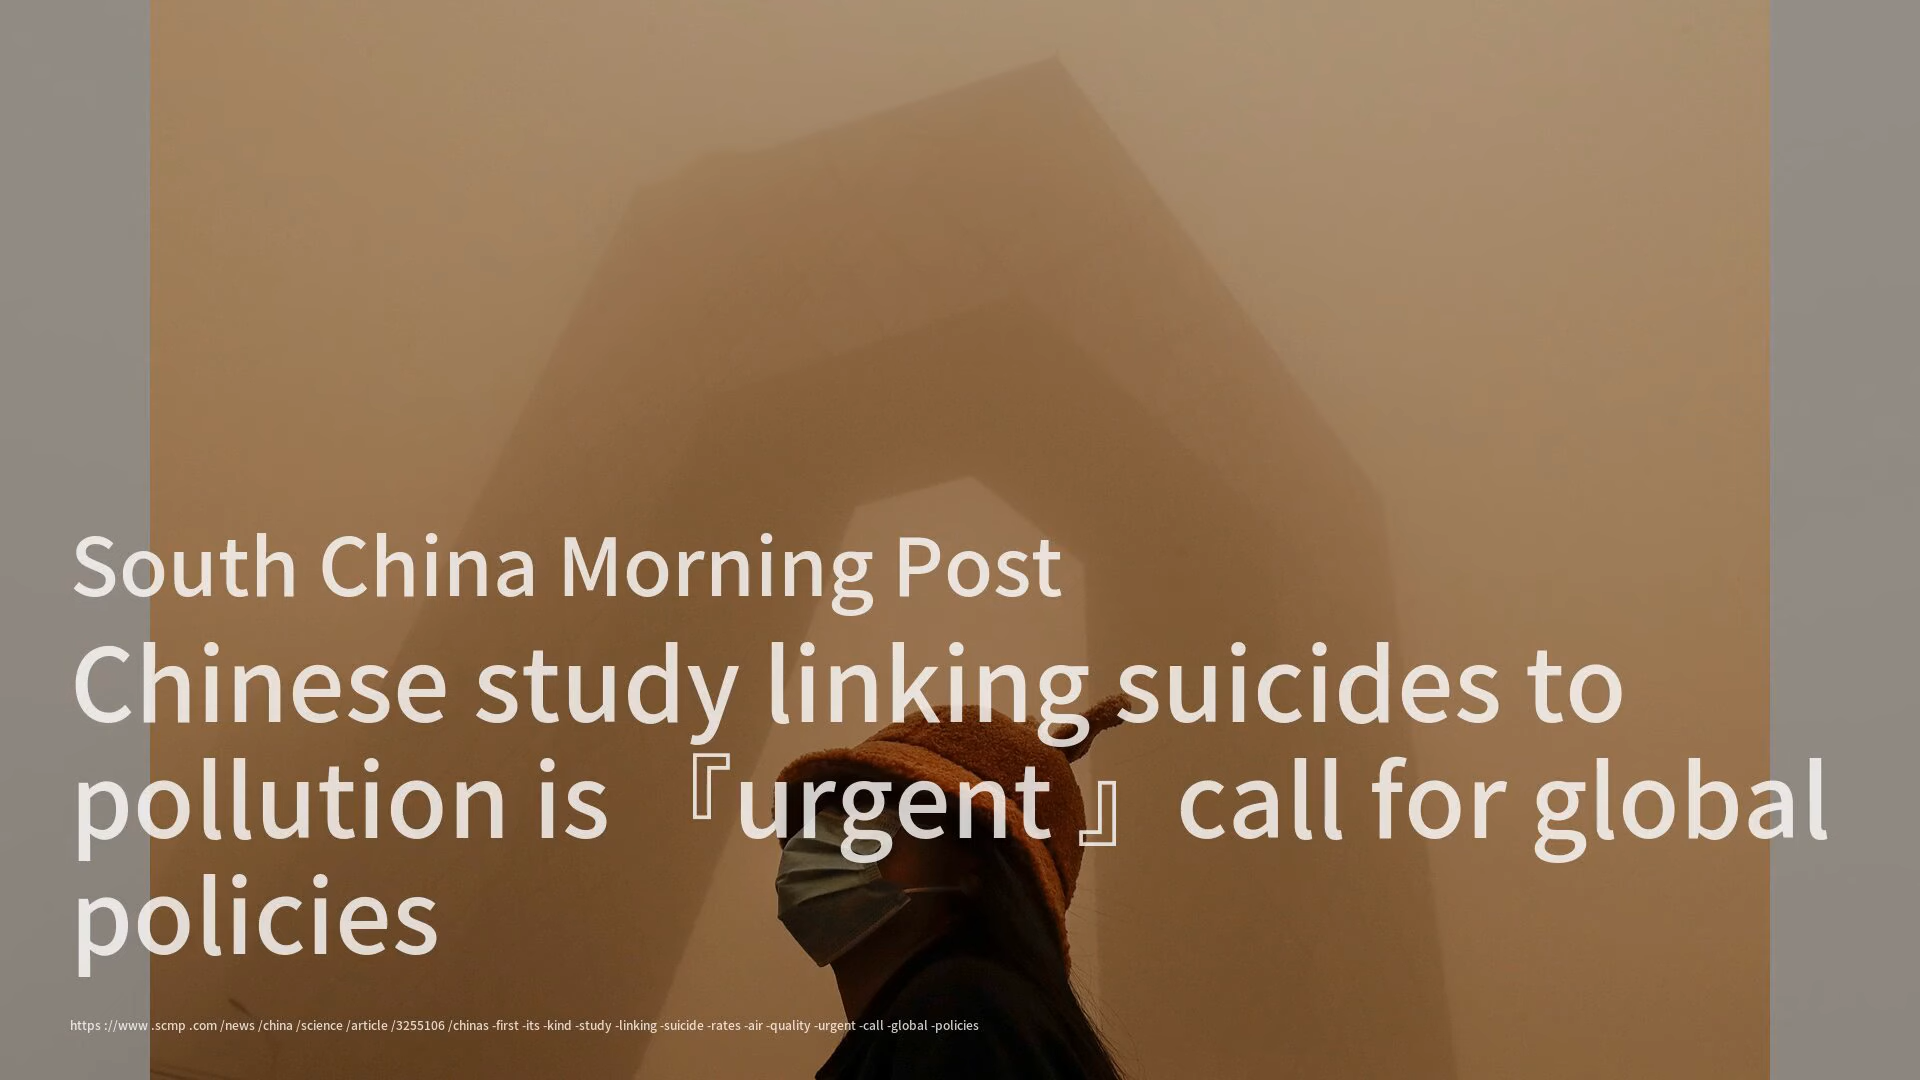 South China Morning Post
Chinese study linking suicides to
pollution is 『urgent 』 call for global
policies
https ://www .scmp .com /news /china /science /article /3255106 /chinas -first -its -kind -study -linking -suicide -rates -air -quality -urgent -call -global -policies